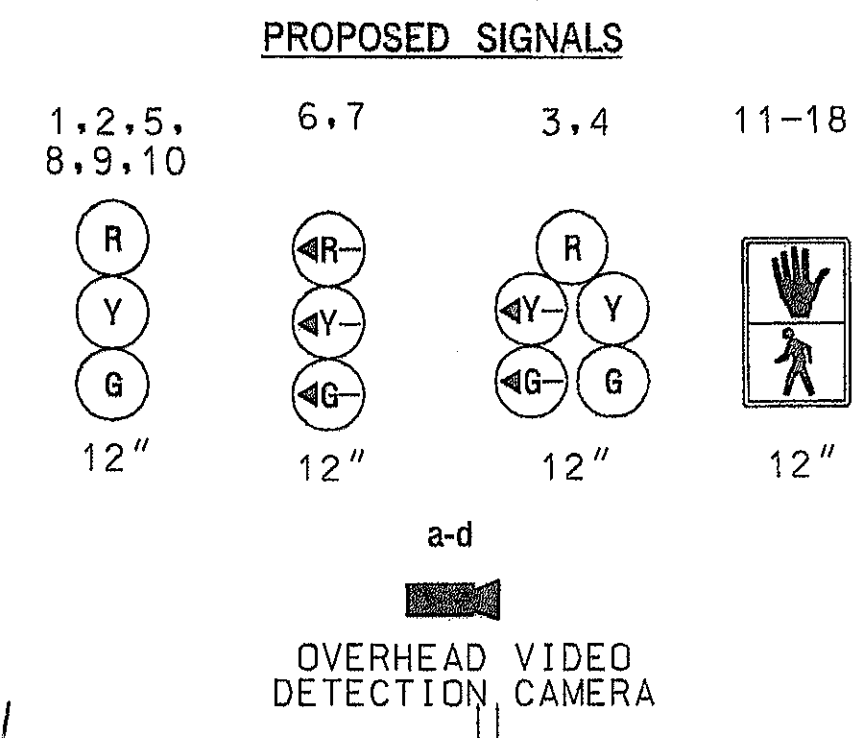 PROPOSED SIGNALS
1,2,5,
8,9,10
6,7
3,4
11-18
R
Y
G
R
Y
G
R
Y
Y
G
G
12"
12"
12"
12"
a-d
OVERHEAD VIDEO
DETECTION CAMERA